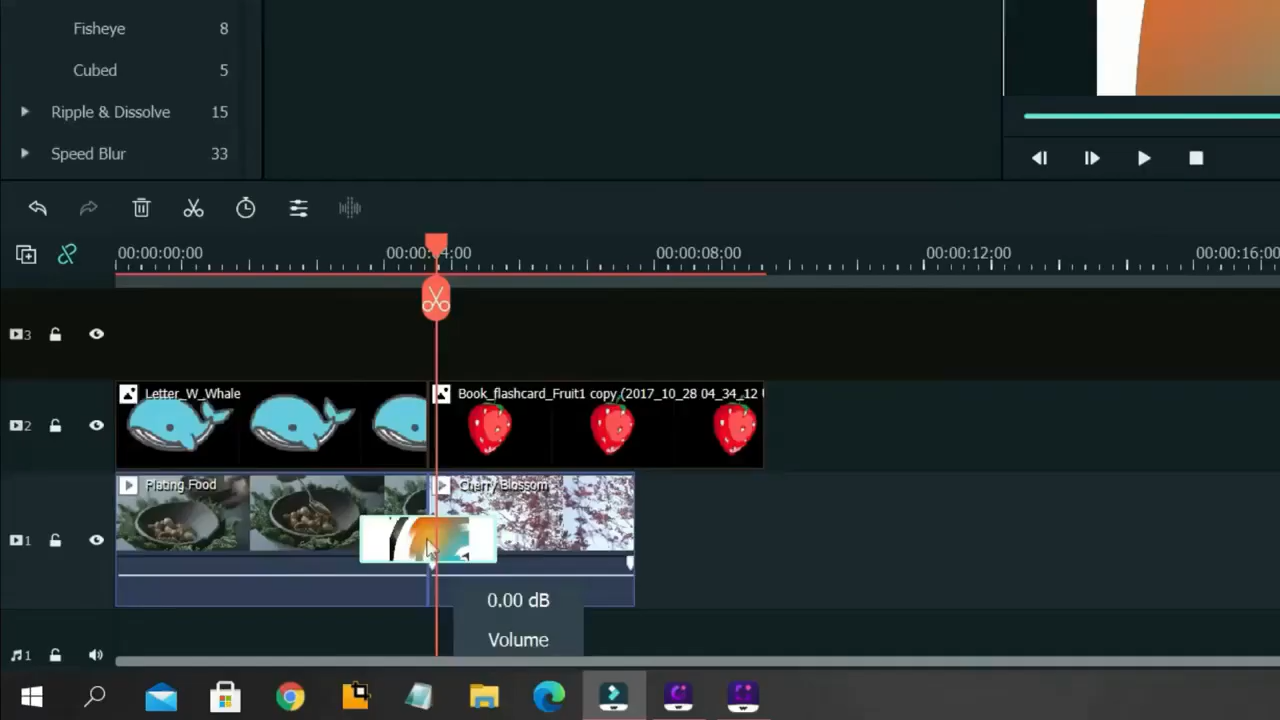 Fisheye 8
Cubed 5
Ripple & Dissolve 15
Speed Blur 33
00:00:00:00 00:00:04:00 00:00:08:00 00:00:12:00 00:00:16:00
3
Letter_W_Whale Book_flashcard_Fruit1 copy (2017_10_28 04_34_12
2
Plating Food Cherry Blossom
1
0.00 dB
Volume
1